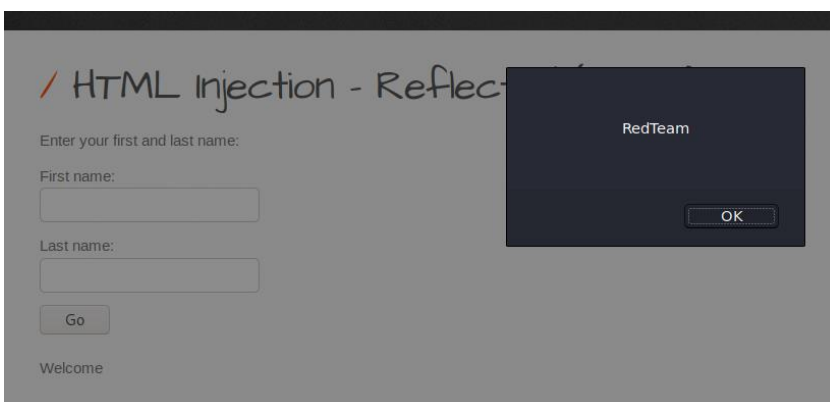 / HTML Injection - Reflec
Enter your first and last name:
First name:
Last name:
Go
Welcome
RedTeam
OK